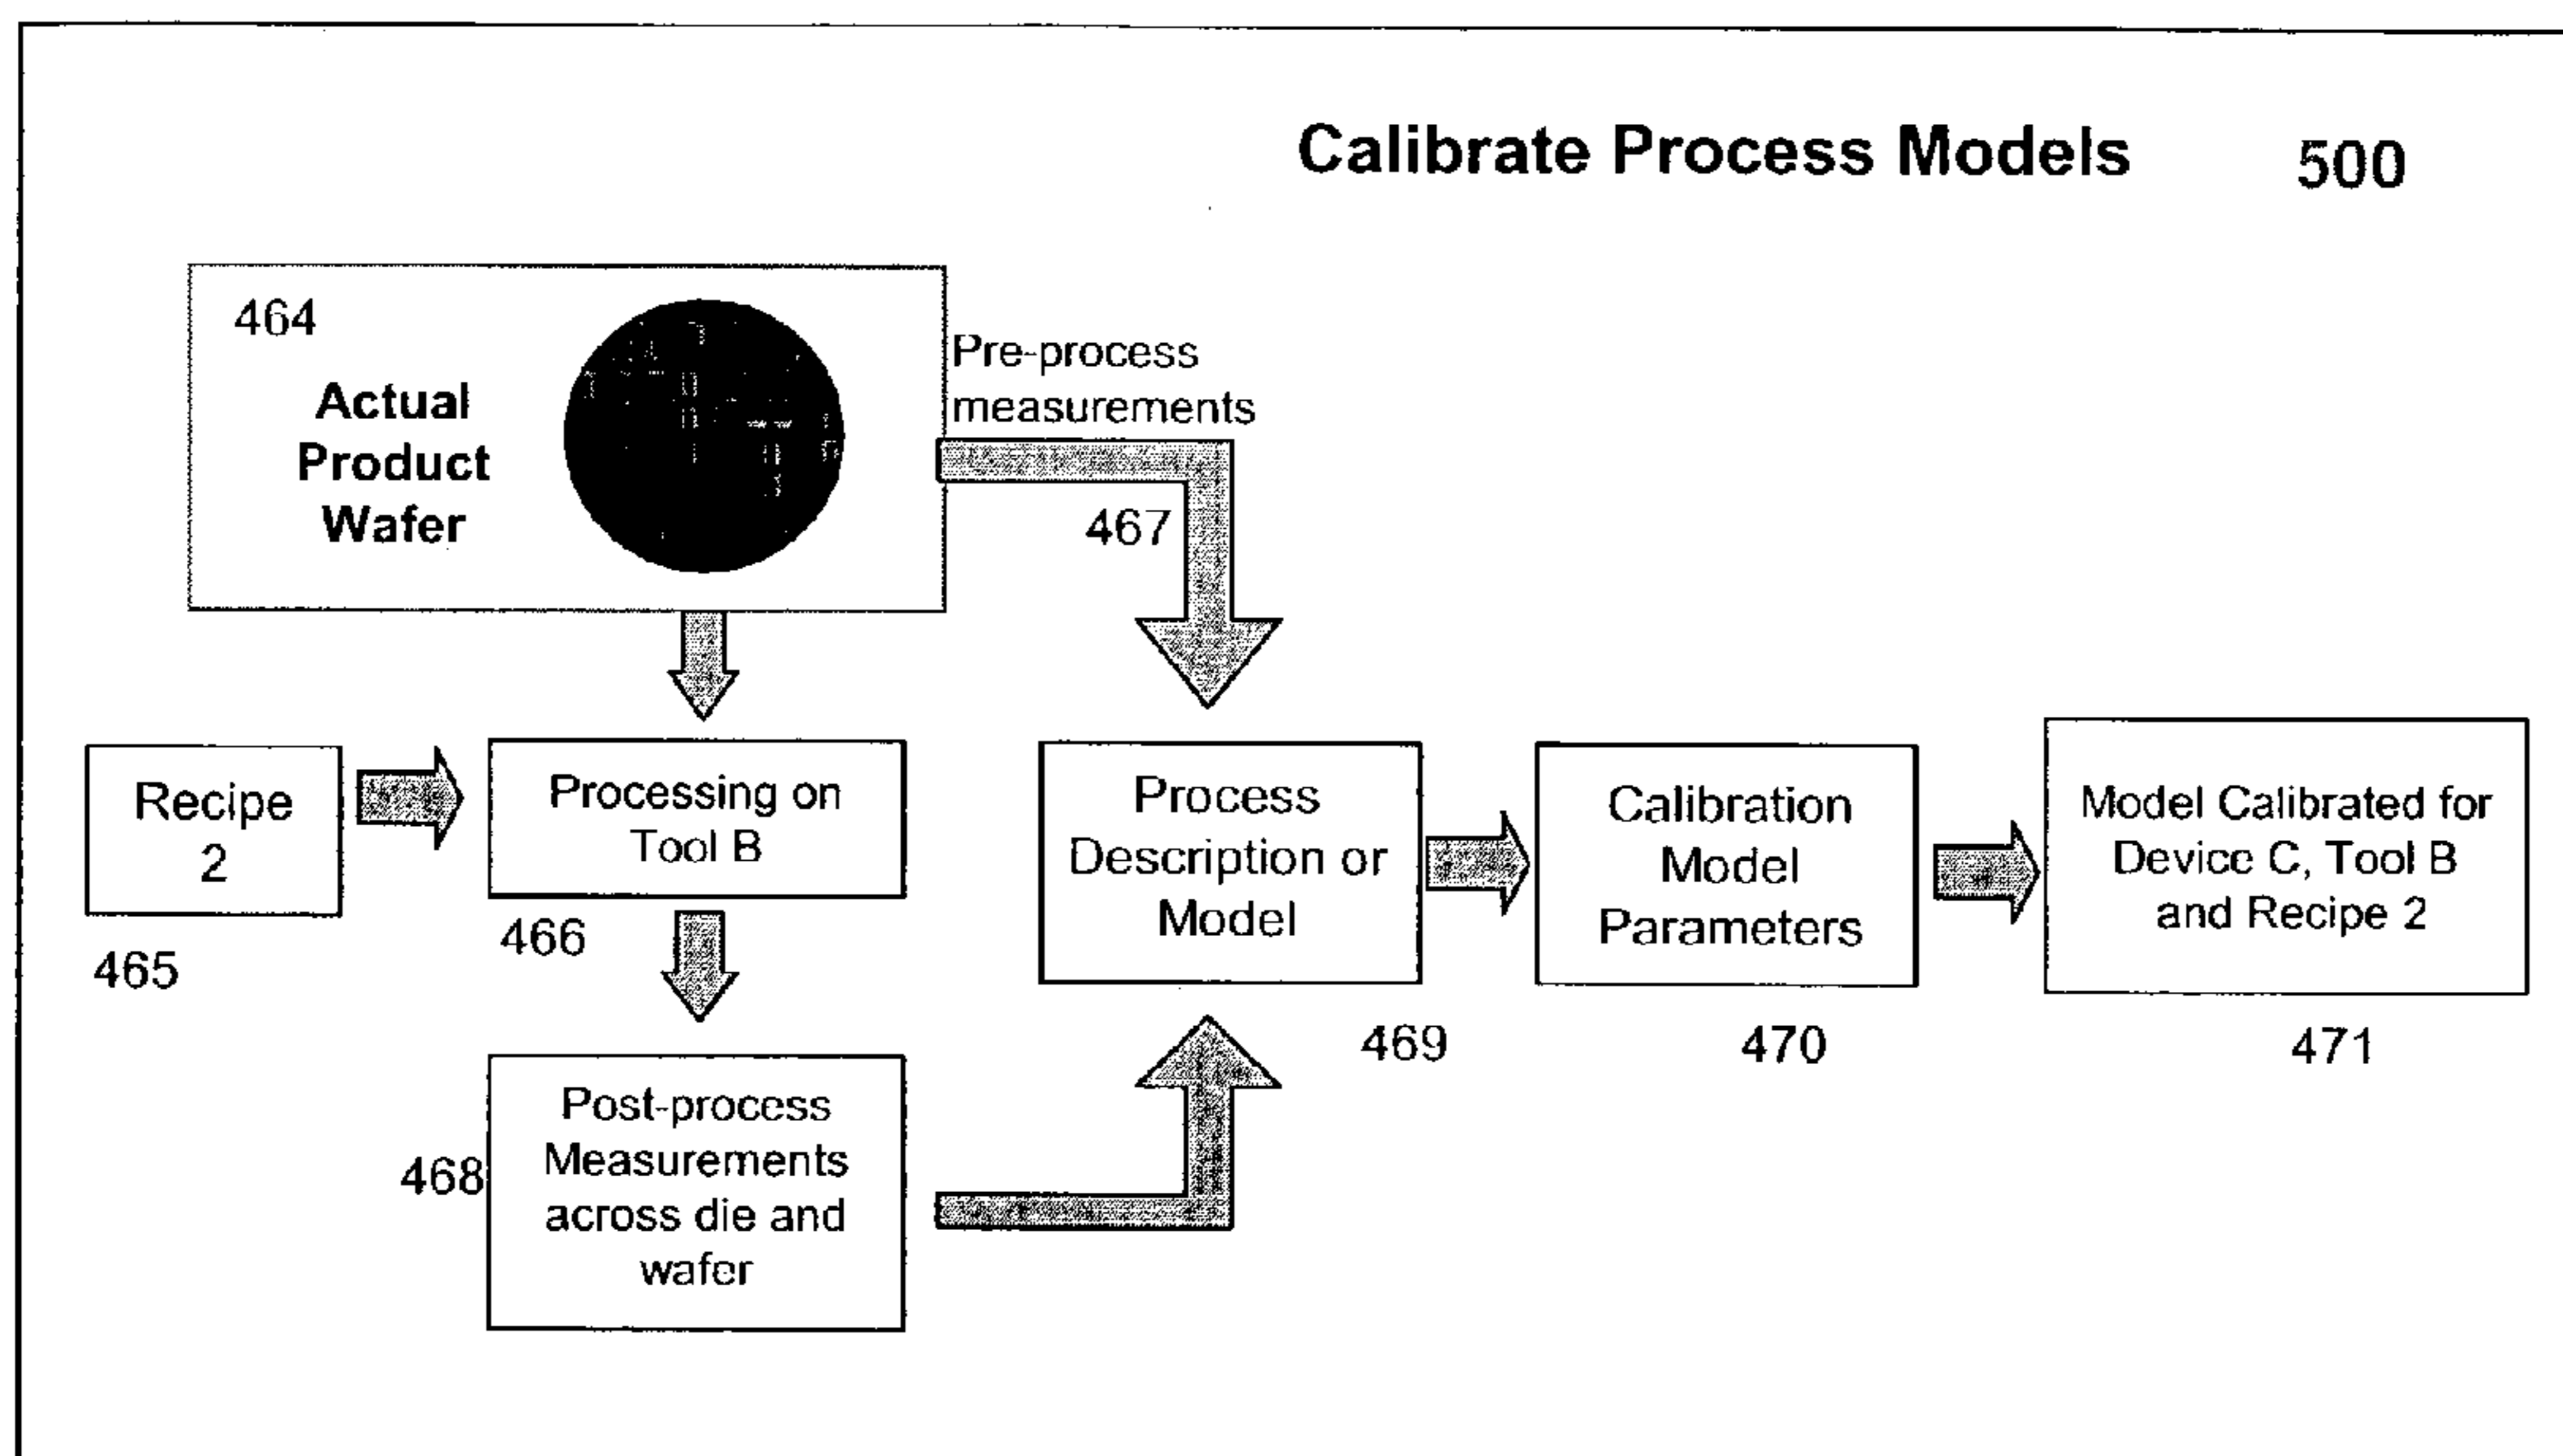 Calibrate Process Models 500
464
Actual
Product
Wafer
Pre-process
measurements
467
Recipe
2
465
Processing on
Tool B
466
Post-process
Measurements
across die and
wafer
468
Process
Description or
Model
469
Calibration
Model
Parameters
470
Model Calibrated for
Device C, Tool B
and Recipe 2
471